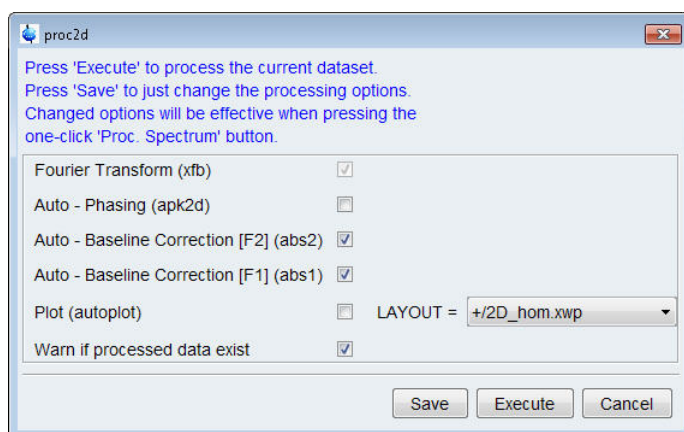 proc2d
Press 'Execute' to process the current dataset.
Press 'Save' to just change the processing options.
Changed options will be effective when pressing the
one-click 'Proc. Spectrum' button.
Fourier Transform (xfb)
Auto - Phasing (apk2d)
Auto - Baseline Correction [F2] (abs2)
Auto - Baseline Correction [F1] (abs1)
Plot (autoplot) LAYOUT = +/2D_hom.xwp
Warn if processed data exist
Save Execute Cancel